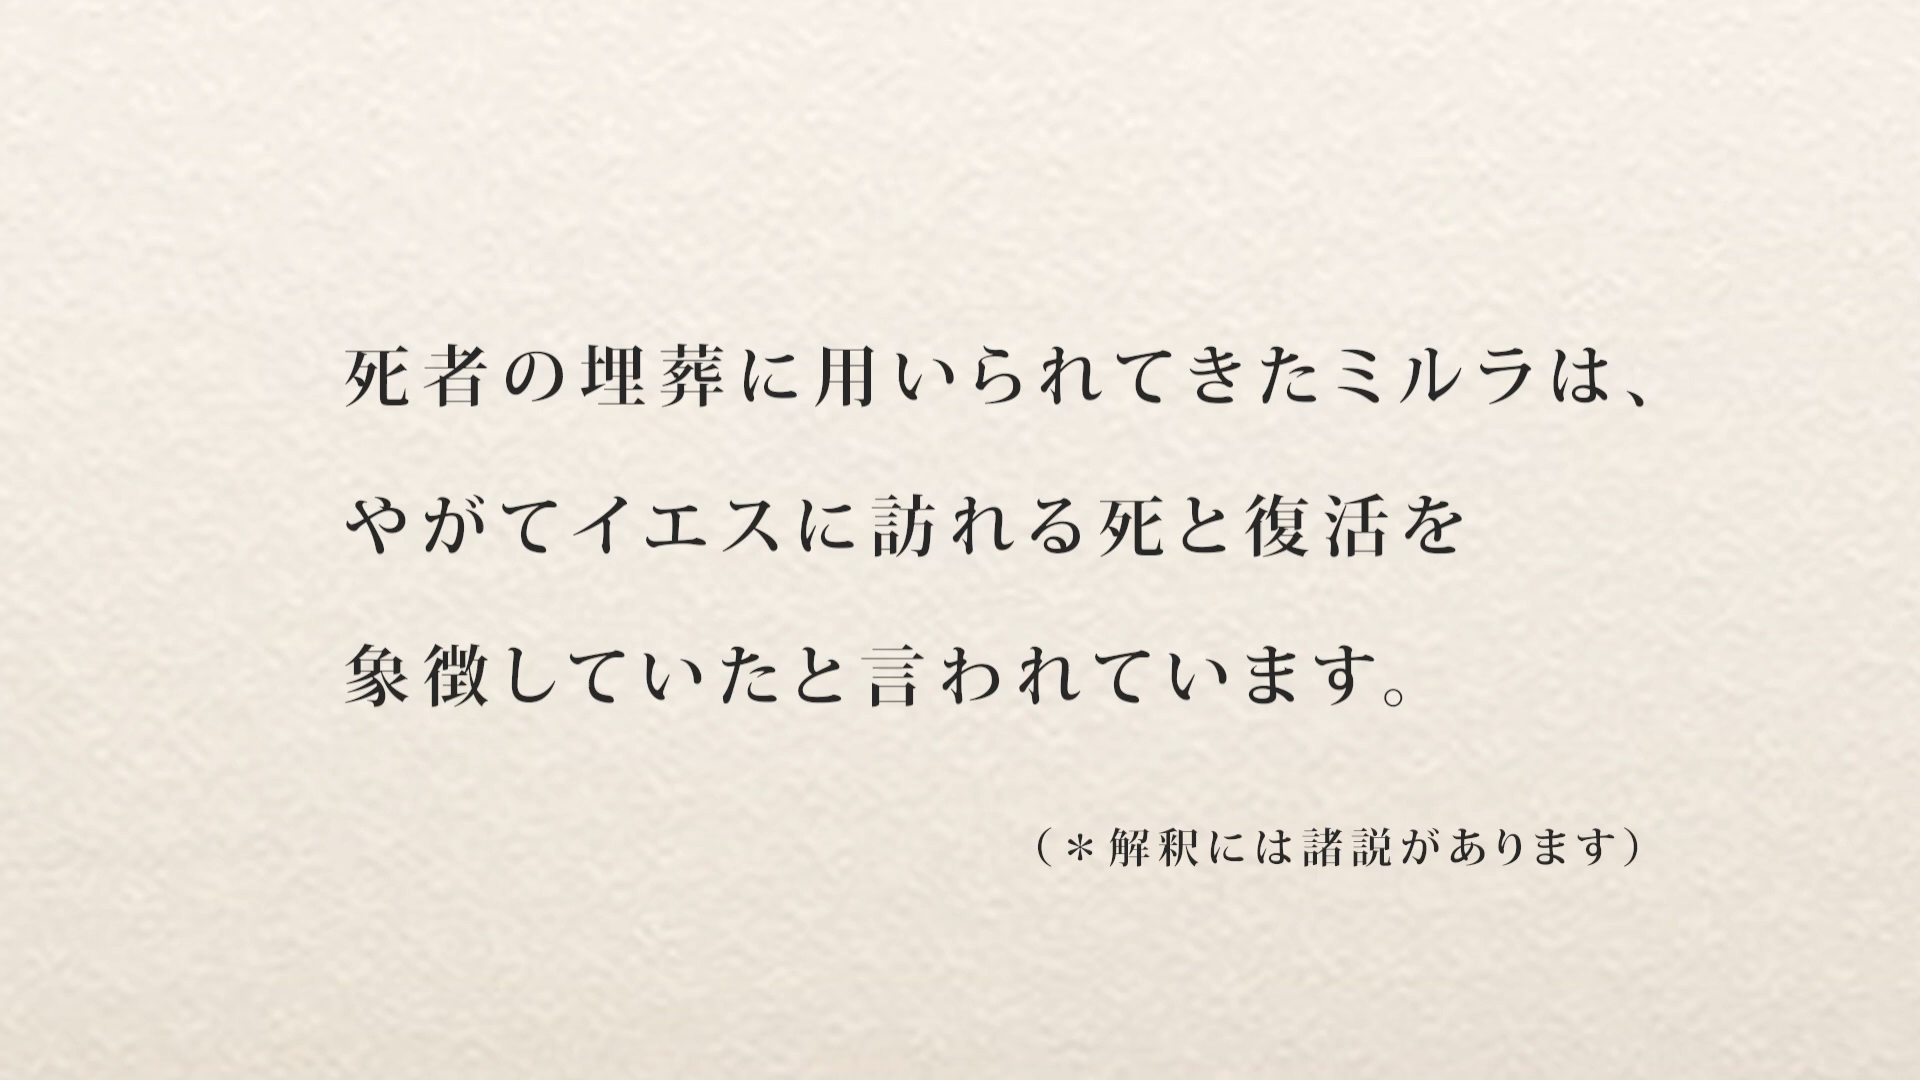 死者の埋葬に用いられてきたミルラは、
やがてイエスに訪れる死と復活を
象徴していたと言われています。
（＊解釈には諸説があります）